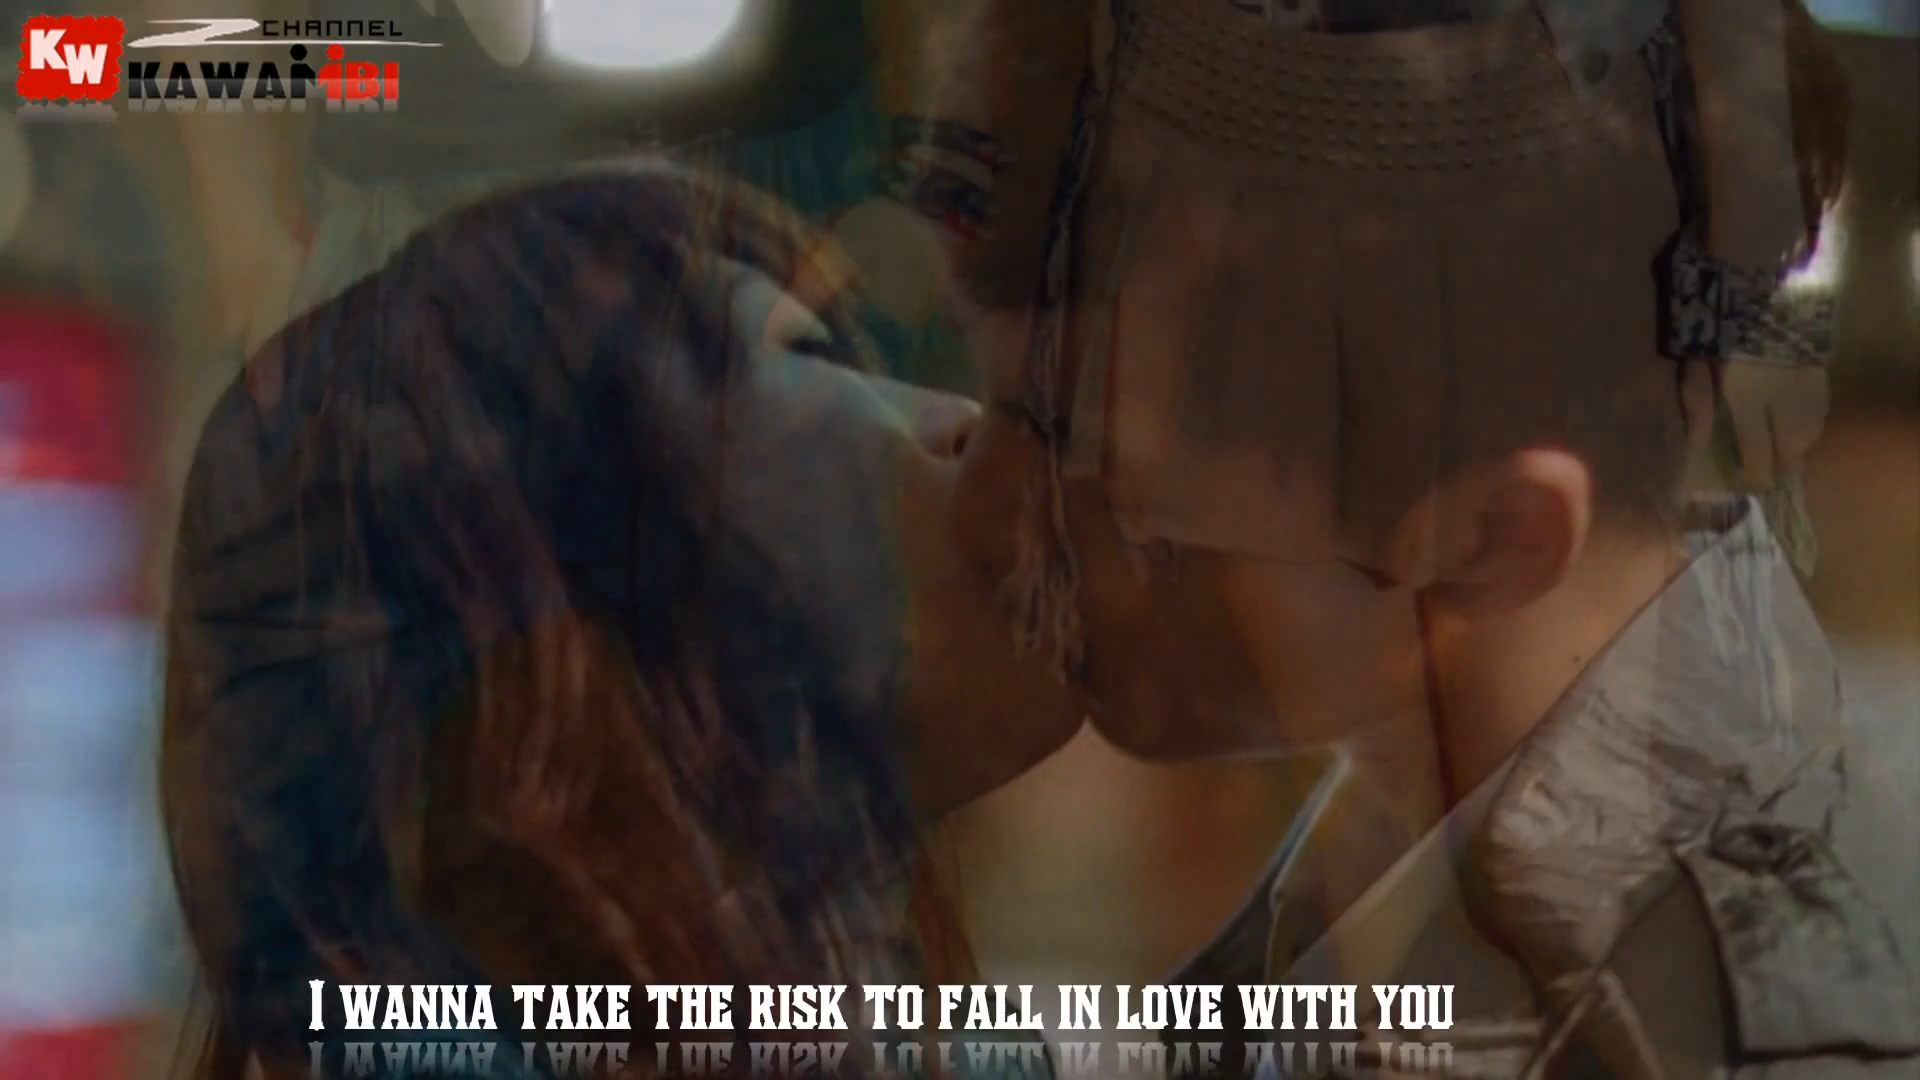 KW
CHANNEL
KAWAIIBI
I WANNA TAKE THE RISK TO FALL IN LOVE WITH YOU